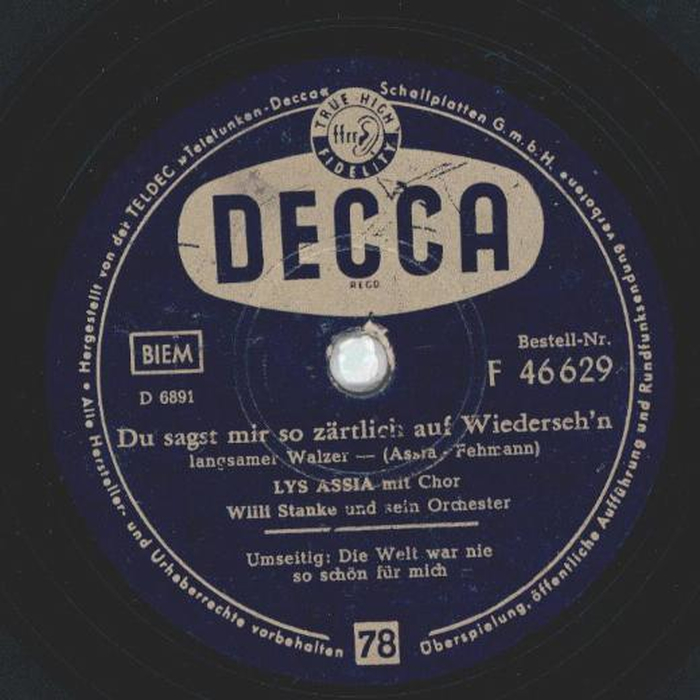 Hergestellt von der TELDEC »Telefunken-Decca« Schallplatten G.m.b.H.
TRUE HIGH
ffrr
FIDELITY
DECCA
REGD
BIEM
D 6891
Bestell-Nr.
F 46629
Du sagst mir so zärtlich auf Wiederseh'n
langsamer Walzer — (Assia - Fehmann)
LYS ASSIA mit Chor
Willi Stanke und sein Orchester
Umseitig: Die Welt war nie
so schön für mich
78
• Alle Hersteller- und Urheberrechte vorbehalten
Überspielung, öffentliche Aufführung und Rundfunksendung verboten •